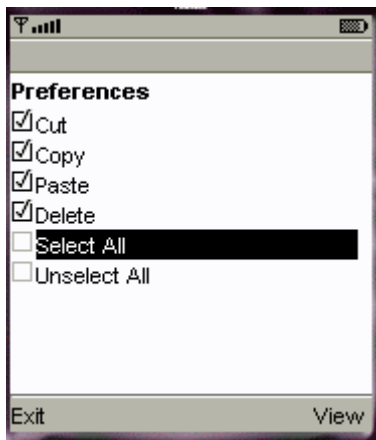 Preferences
Cut
Copy
Paste
Delete
Select All
Unselect All
Exit View